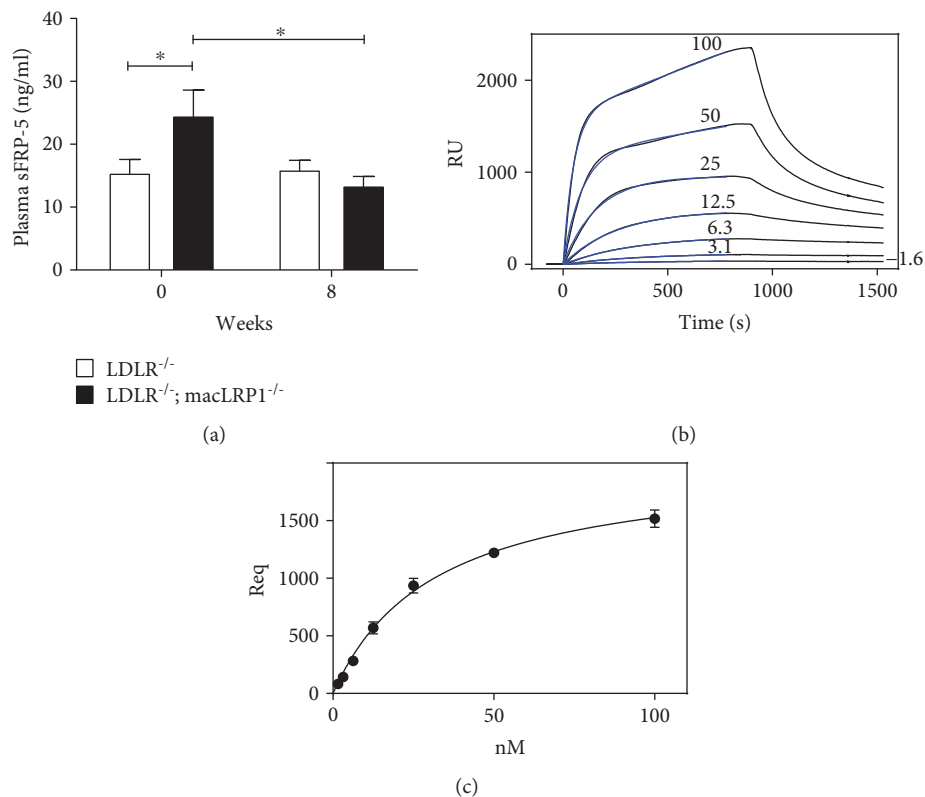 40
30
20
10
0
Plasma sFRP-5 (ng/ml)
*
*
0 8
Weeks
LDLR-/-
LDLR-/-; macLRP1-/-
(a)
2000
1000
0
RU
100
50
25
12.5
6.3
3.1
–1.6
0 500 1000 1500
Time (s)
(b)
1500
1000
500
0
Req
0 50 100
nM
(c)